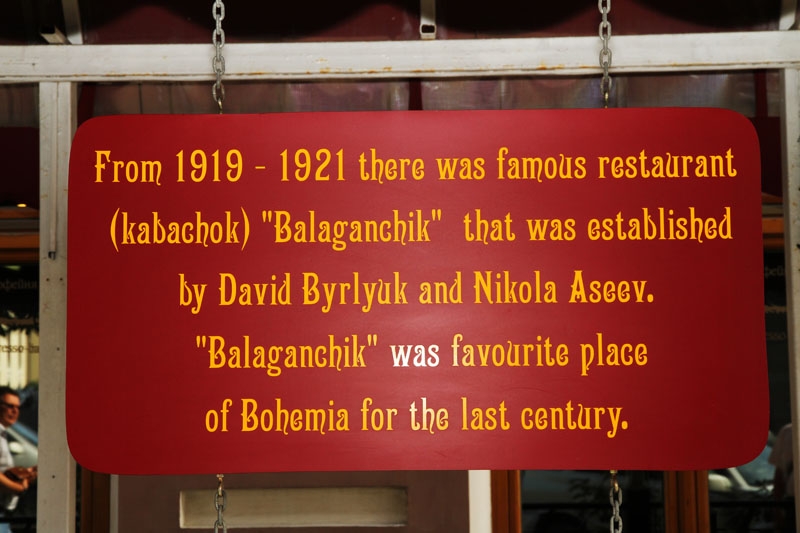 From 1919 - 1921 there was famous restaurant
(kabachok) "Balaganchik" that was established
by David Byrlyuk and Nikola Aseev.
"Balaganchik" was favourite place
of Bohemia for the last century.